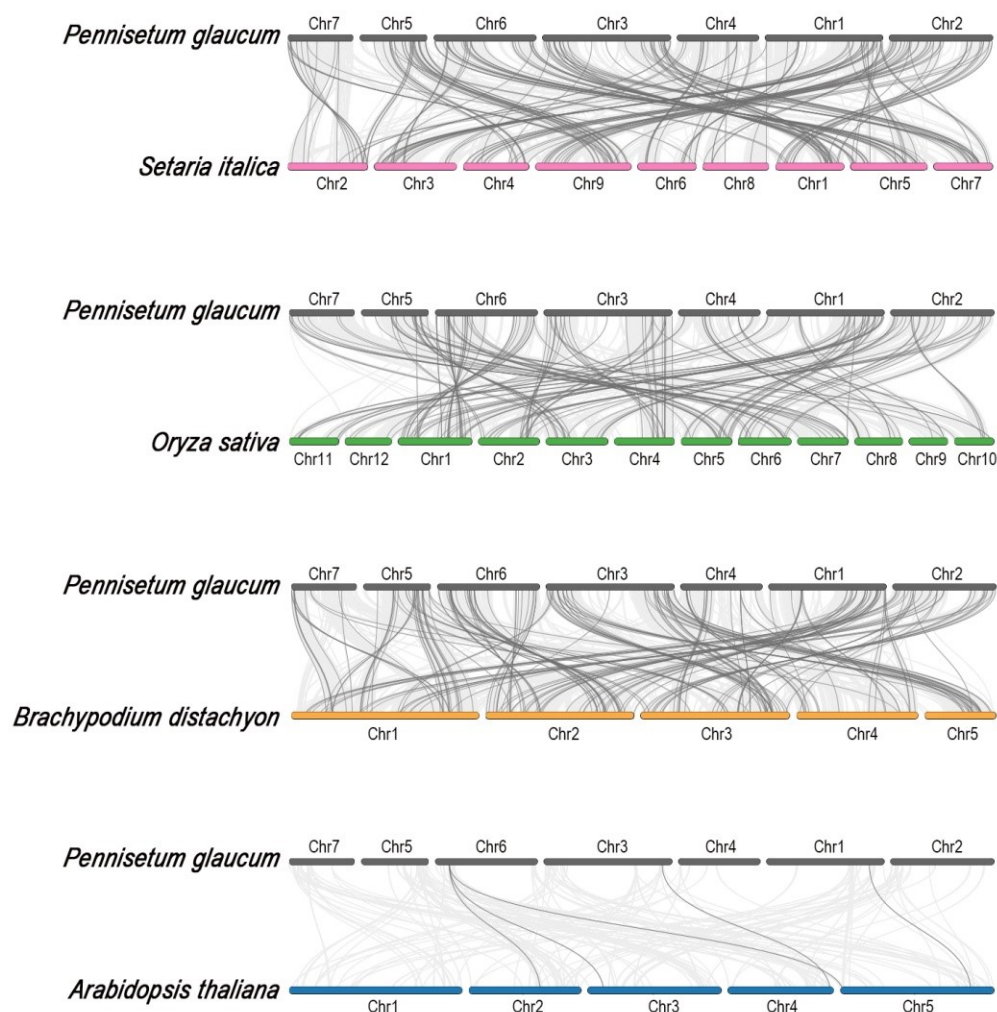 Chr7 Chr5 Chr6 Chr3 Chr4 Chr1 Chr2
Pennisetum glaucum
Setaria italica
Chr2 Chr3 Chr4 Chr9 Chr6 Chr8 Chr1 Chr5 Chr7
Chr7 Chr5 Chr6 Chr3 Chr4 Chr1 Chr2
Pennisetum glaucum
Oryza sativa
Chr11 Chr12 Chr1 Chr2 Chr3 Chr4 Chr5 Chr6 Chr7 Chr8 Chr9 Chr10
Chr7 Chr5 Chr6 Chr3 Chr4 Chr1 Chr2
Pennisetum glaucum
Brachypodium distachyon
Chr1 Chr2 Chr3 Chr4 Chr5
Chr7 Chr5 Chr6 Chr3 Chr4 Chr1 Chr2
Pennisetum glaucum
Arabidopsis thaliana
Chr1 Chr2 Chr3 Chr4 Chr5